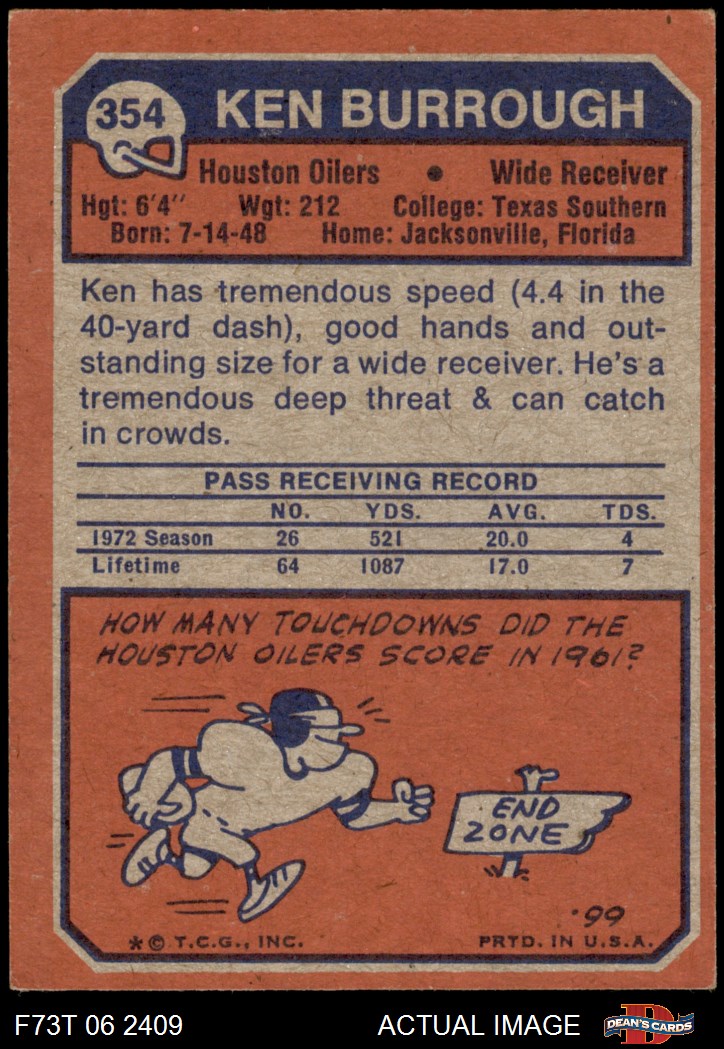 354
KEN BURROUGH
Houston Oilers • Wide Receiver
Hgt: 6'4" Wgt: 212 College: Texas Southern
Born: 7-14-48 Home: Jacksonville, Florida
Ken has tremendous speed (4.4 in the
40-yard dash), good hands and out-
standing size for a wide receiver. He's a
tremendous deep threat & can catch
in crowds.
PASS RECEIVING RECORD
NO. YDS. AVG. TDS.
1972 Season 26 521 20.0 4
Lifetime 64 1087 17.0 7
HOW MANY TOUCHDOWNS DID THE
HOUSTON OILERS SCORE IN 1961?
END
ZONE
•99
* © T.C.G., INC. PRTD. IN U.S.A.
F73T 06 2409 ACTUAL IMAGE
D
DEAN'S CARDS